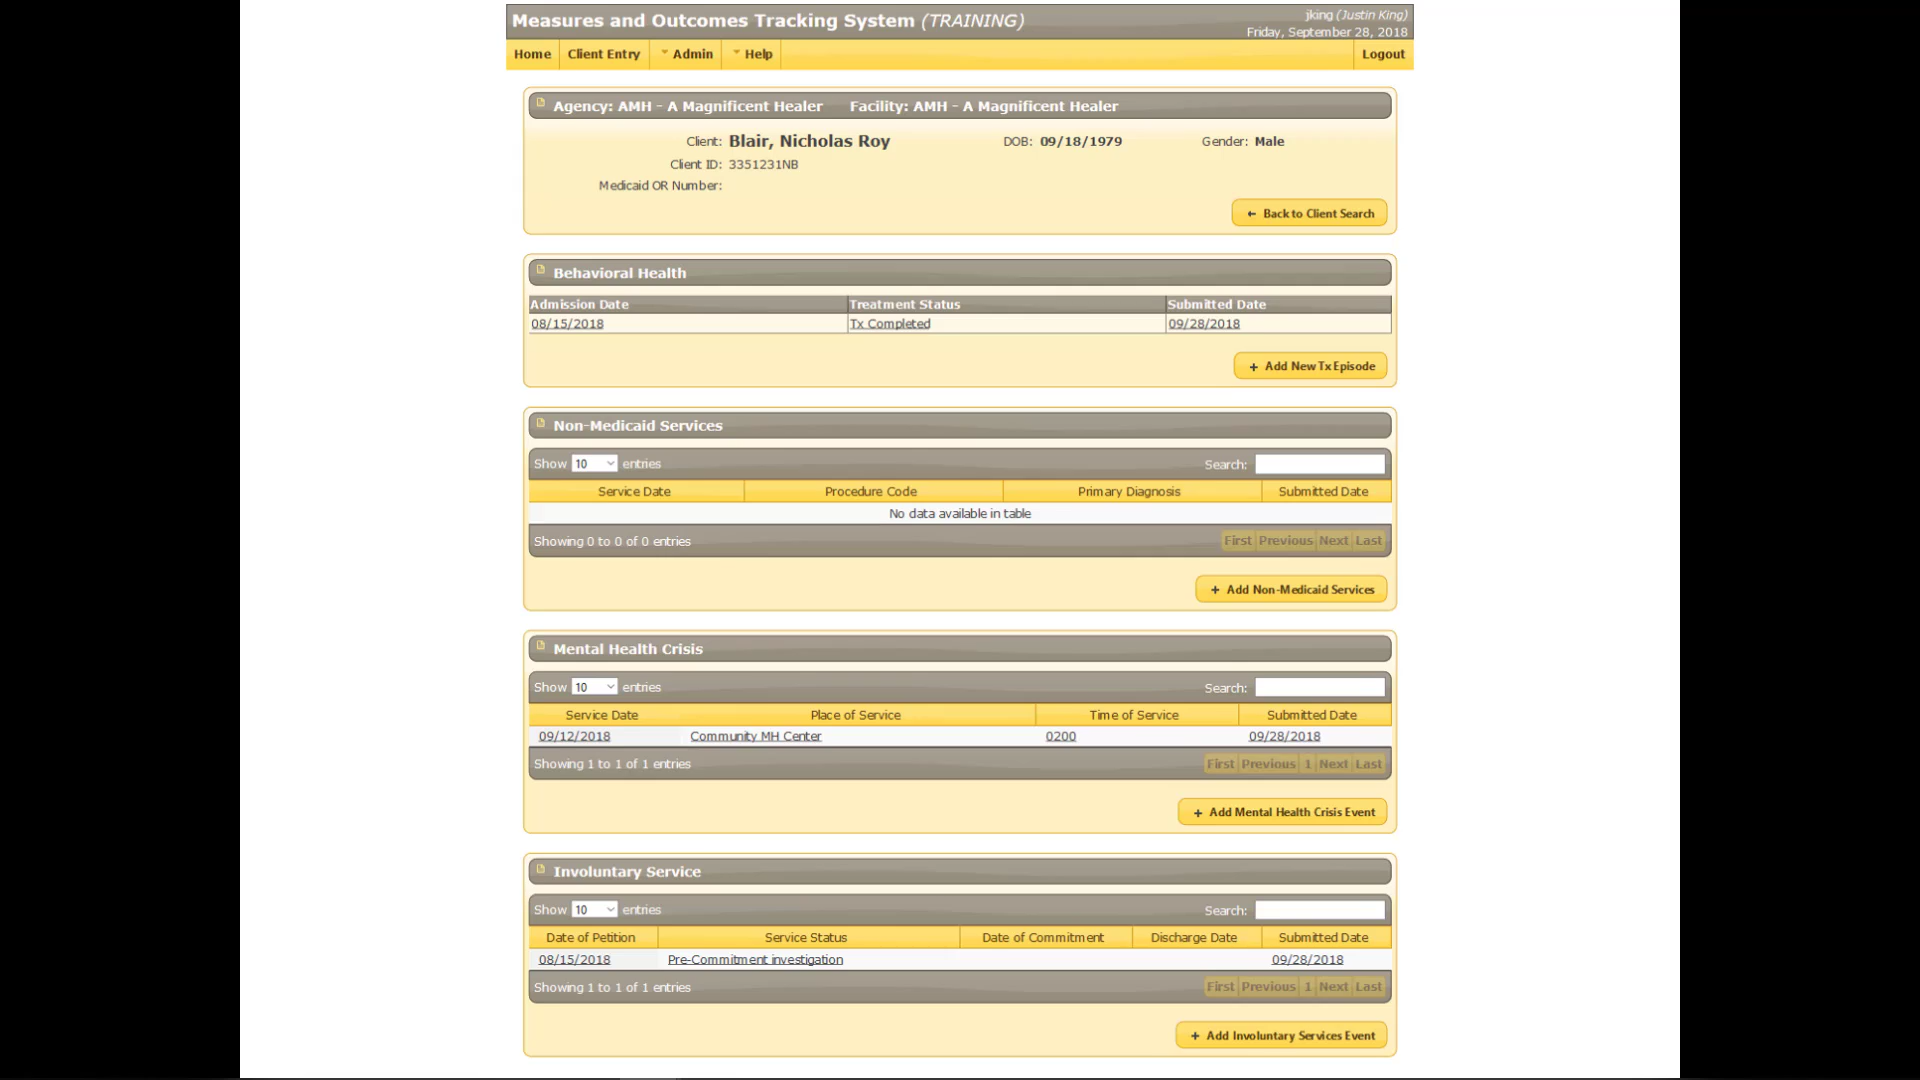 Measures and Outcomes Tracking System (TRAINING)
jking (Justin King)
Friday, September 28, 2018
Home Client Entry Admin Help Logout
Agency: AMH - A Magnificent Healer Facility: AMH - A Magnificent Healer
Client: Blair, Nicholas Roy DOB: 09/18/1979 Gender: Male
Client ID: 3351231NB
Medicaid OR Number:
← Back to Client Search
Behavioral Health
Admission Date Treatment Status Submitted Date
08/15/2018 Tx Completed 09/28/2018
+ Add New Tx Episode
Non-Medicaid Services
Show 10 entries Search:
Service Date Procedure Code Primary Diagnosis Submitted Date
No data available in table
Showing 0 to 0 of 0 entries First Previous Next Last
+ Add Non-Medicaid Services
Mental Health Crisis
Show 10 entries Search:
Service Date Place of Service Time of Service Submitted Date
09/12/2018 Community MH Center 0200 09/28/2018
Showing 1 to 1 of 1 entries First Previous 1 Next Last
+ Add Mental Health Crisis Event
Involuntary Service
Show 10 entries Search:
Date of Petition Service Status Date of Commitment Discharge Date Submitted Date
08/15/2018 Pre-Commitment investigation 09/28/2018
Showing 1 to 1 of 1 entries First Previous 1 Next Last
+ Add Involuntary Services Event